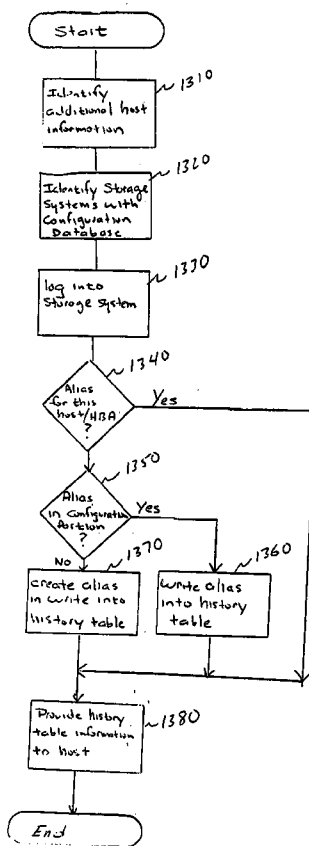 Start
1310
Identify
additional host
information
1320
Identify Storage
Systems with
Configuration
Database
1330
log into
Storage system
1340
Alias
for this
host/HBA
?
Yes
1350
Alias
in Configuration
Portion
?
Yes
No
1370
create alias
in write into
history table
1360
write alias
into history
table
1380
Provide history
table information
to host
End